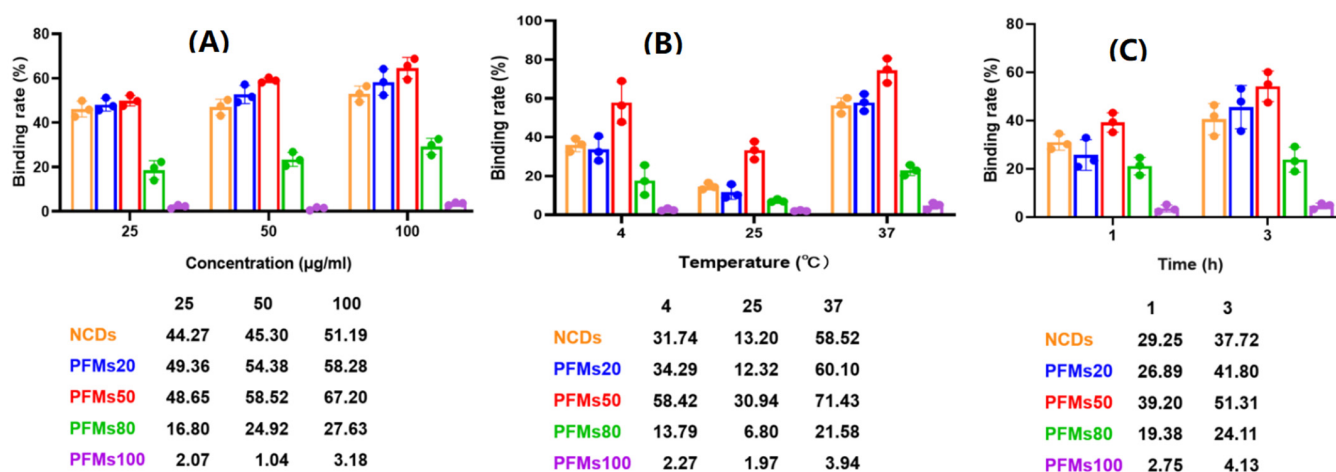 (A)
Binding rate (%)
80
60
40
20
0
25 50 100
Concentration (μg/ml)
25 50 100
NCDs 44.27 45.30 51.19
PFMs20 49.36 54.38 58.28
PFMs50 48.65 58.52 67.20
PFMs80 16.80 24.92 27.63
PFMs100 2.07 1.04 3.18
(B)
Binding rate (%)
100
80
60
40
20
0
4 25 37
Temperature (°C)
4 25 37
NCDs 31.74 13.20 58.52
PFMs20 34.29 12.32 60.10
PFMs50 58.42 30.94 71.43
PFMs80 13.79 6.80 21.58
PFMs100 2.27 1.97 3.94
(C)
Binding rate (%)
80
60
40
20
0
1 3
Time (h)
1 3
NCDs 29.25 37.72
PFMs20 26.89 41.80
PFMs50 39.20 51.31
PFMs80 19.38 24.11
PFMs100 2.75 4.13